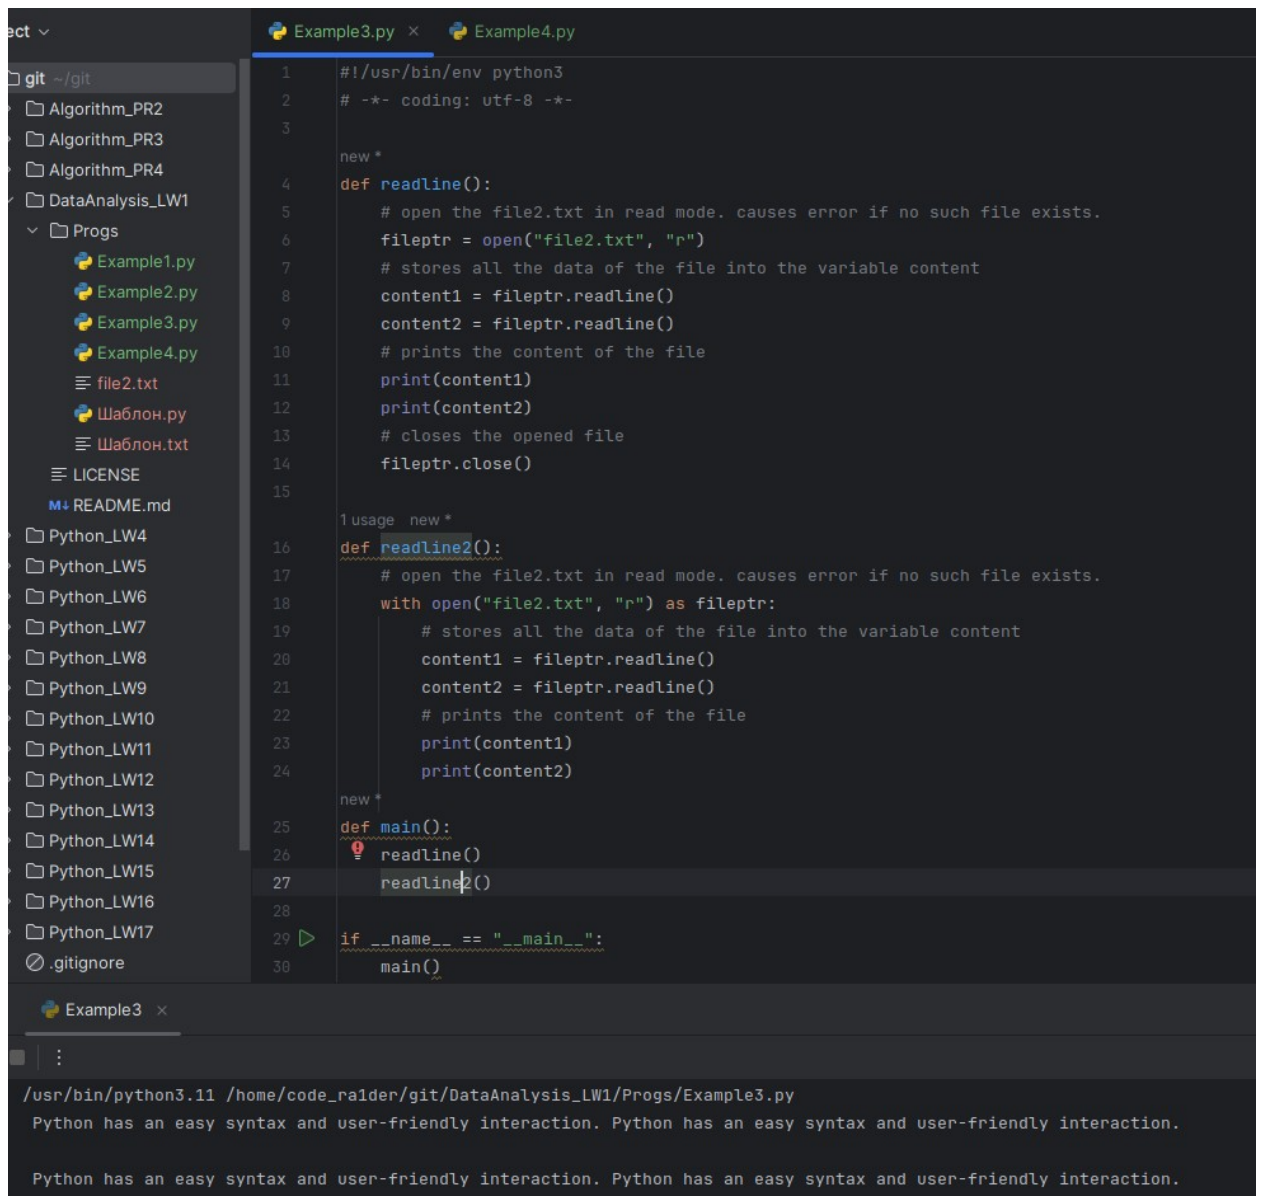 ect
Example3.py
Example4.py
git ~/git
Algorithm_PR2
Algorithm_PR3
Algorithm_PR4
DataAnalysis_LW1
Progs
Example1.py
Example2.py
Example3.py
Example4.py
file2.txt
Шаблон.py
Шаблон.txt
LICENSE
M↓ README.md
Python_LW4
Python_LW5
Python_LW6
Python_LW7
Python_LW8
Python_LW9
Python_LW10
Python_LW11
Python_LW12
Python_LW13
Python_LW14
Python_LW15
Python_LW16
Python_LW17
.gitignore
1 #!/usr/bin/env python3
2 # -*- coding: utf-8 -*-
3
new *
4 def readline():
5 # open the file2.txt in read mode. causes error if no such file exists.
6 fileptr = open("file2.txt", "r")
7 # stores all the data of the file into the variable content
8 content1 = fileptr.readline()
9 content2 = fileptr.readline()
10 # prints the content of the file
11 print(content1)
12 print(content2)
13 # closes the opened file
14 fileptr.close()
15
1 usage new *
16 def readline2():
17 # open the file2.txt in read mode. causes error if no such file exists.
18 with open("file2.txt", "r") as fileptr:
19 # stores all the data of the file into the variable content
20 content1 = fileptr.readline()
21 content2 = fileptr.readline()
22 # prints the content of the file
23 print(content1)
24 print(content2)
new *
25 def main():
26 readline()
27 readline2()
28
29 if __name__ == "__main__":
30 main()
Example3
/usr/bin/python3.11 /home/code_ra1der/git/DataAnalysis_LW1/Progs/Example3.py
Python has an easy syntax and user-friendly interaction. Python has an easy syntax and user-friendly interaction.
Python has an easy syntax and user-friendly interaction. Python has an easy syntax and user-friendly interaction.